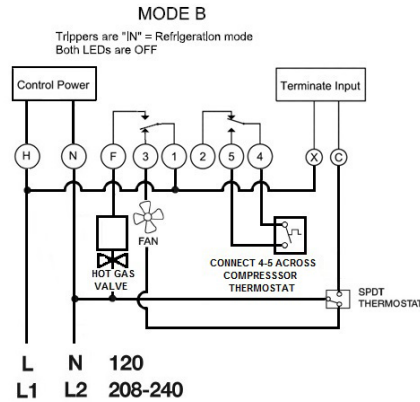 MODE B
Trippers are "IN" = Refrigeration mode
Both LEDs are OFF
Control Power
Terminate Input
H N F 3 1 2 5 4 X C
FAN
HOT GAS
VALVE
CONNECT 4-5 ACROSS
COMPRESSSOR
THERMOSTAT
SPDT
THERMOSTAT
L N 120
L1 L2 208-240